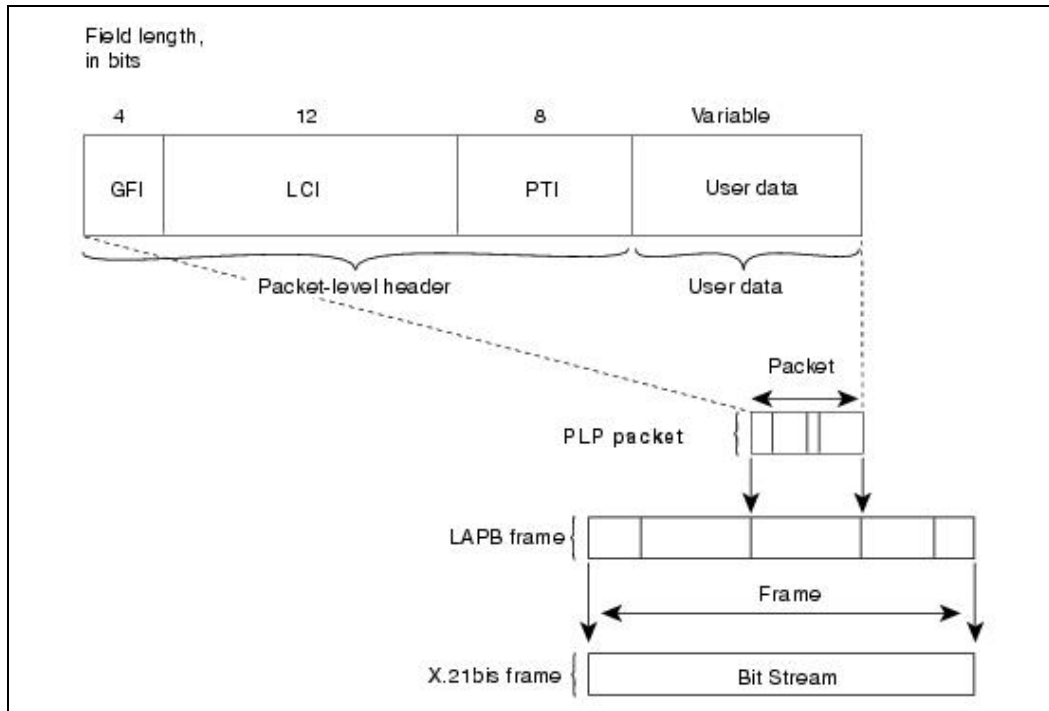 Field length,
in bits
4 12 8 Variable
GFI LCI PTI User data
Packet-level header User data
Packet
PLP packet
LAPB frame
Frame
X.21bis frame Bit Stream